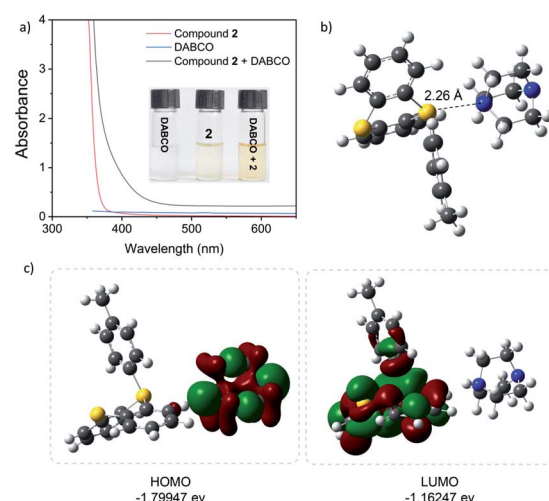 a)
4
3
2
1
0
Absorbance
300
400
500
600
Wavelength (nm)
Compound 2
DABCO
Compound 2 + DABCO
DABCO
2
DABCO + 2
b)
2.26 Å
c)
HOMO
-1.79947 ev
LUMO
-1.16247 ev